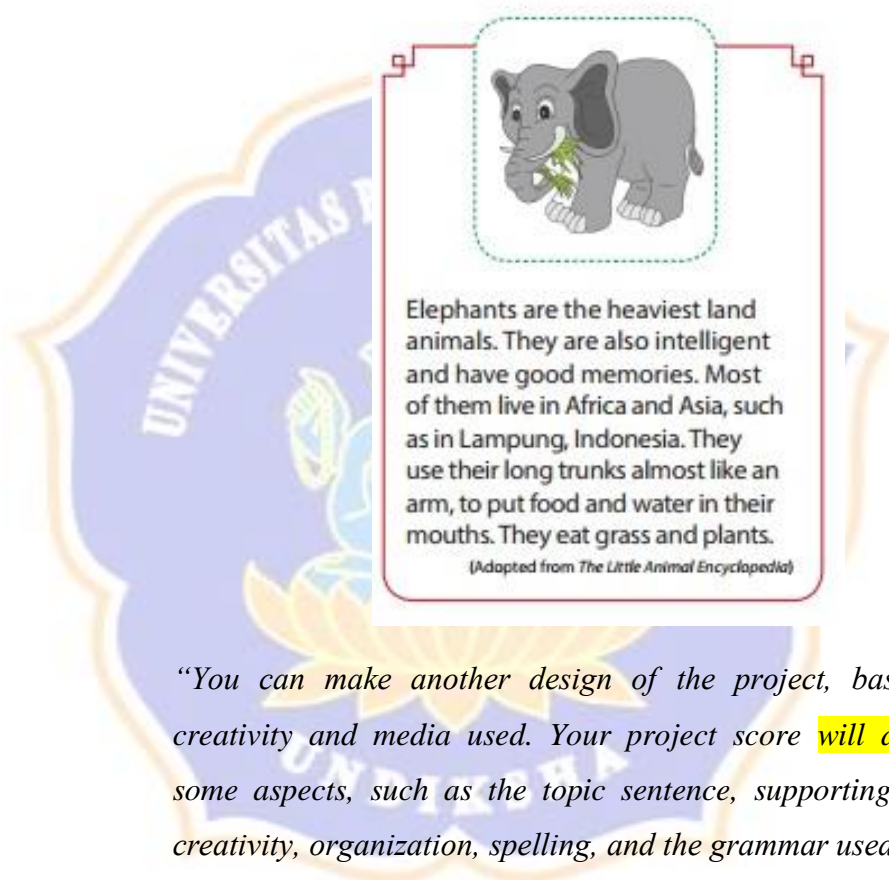 Elephants are the heaviest land
animals. They are also intelligent
and have good memories. Most
of them live in Africa and Asia, such
as in Lampung, Indonesia. They
use their long trunks almost like an
arm, to put food and water in their
mouths. They eat grass and plants.
(Adopted from The Little Animal Encyclopedia)
UNIVERSITAS
“You can make another design of the project, bas
creativity and media used. Your project score will
some aspects, such as the topic sentence, supporting
creativity, organization, spelling, and the grammar used
UNDIKSHA